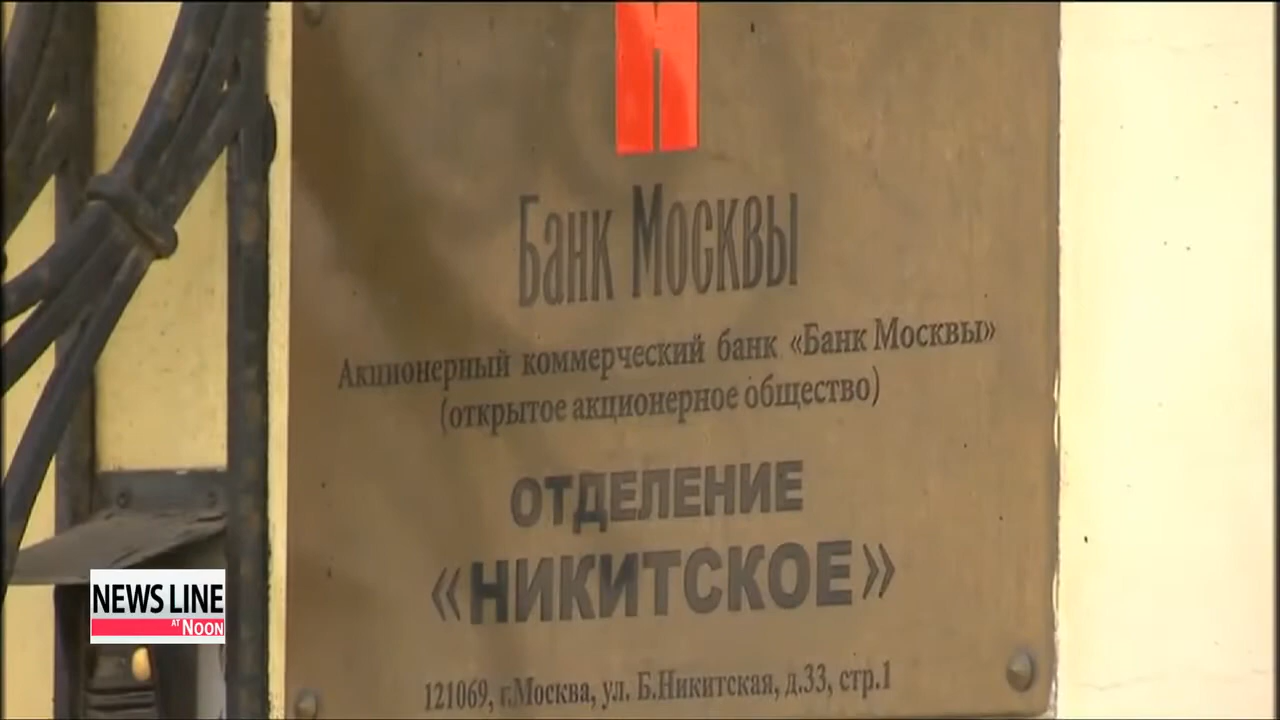 Банк Москвы
Акционерный коммерческий банк «Банк Москвы»
(открытое акционерное общество)
ОТДЕЛЕНИЕ
«НИКИТСКОЕ»
121069, г.Москва, ул. Б.Никитская, д.33, стр.1
NEWS LINE
AT NOON